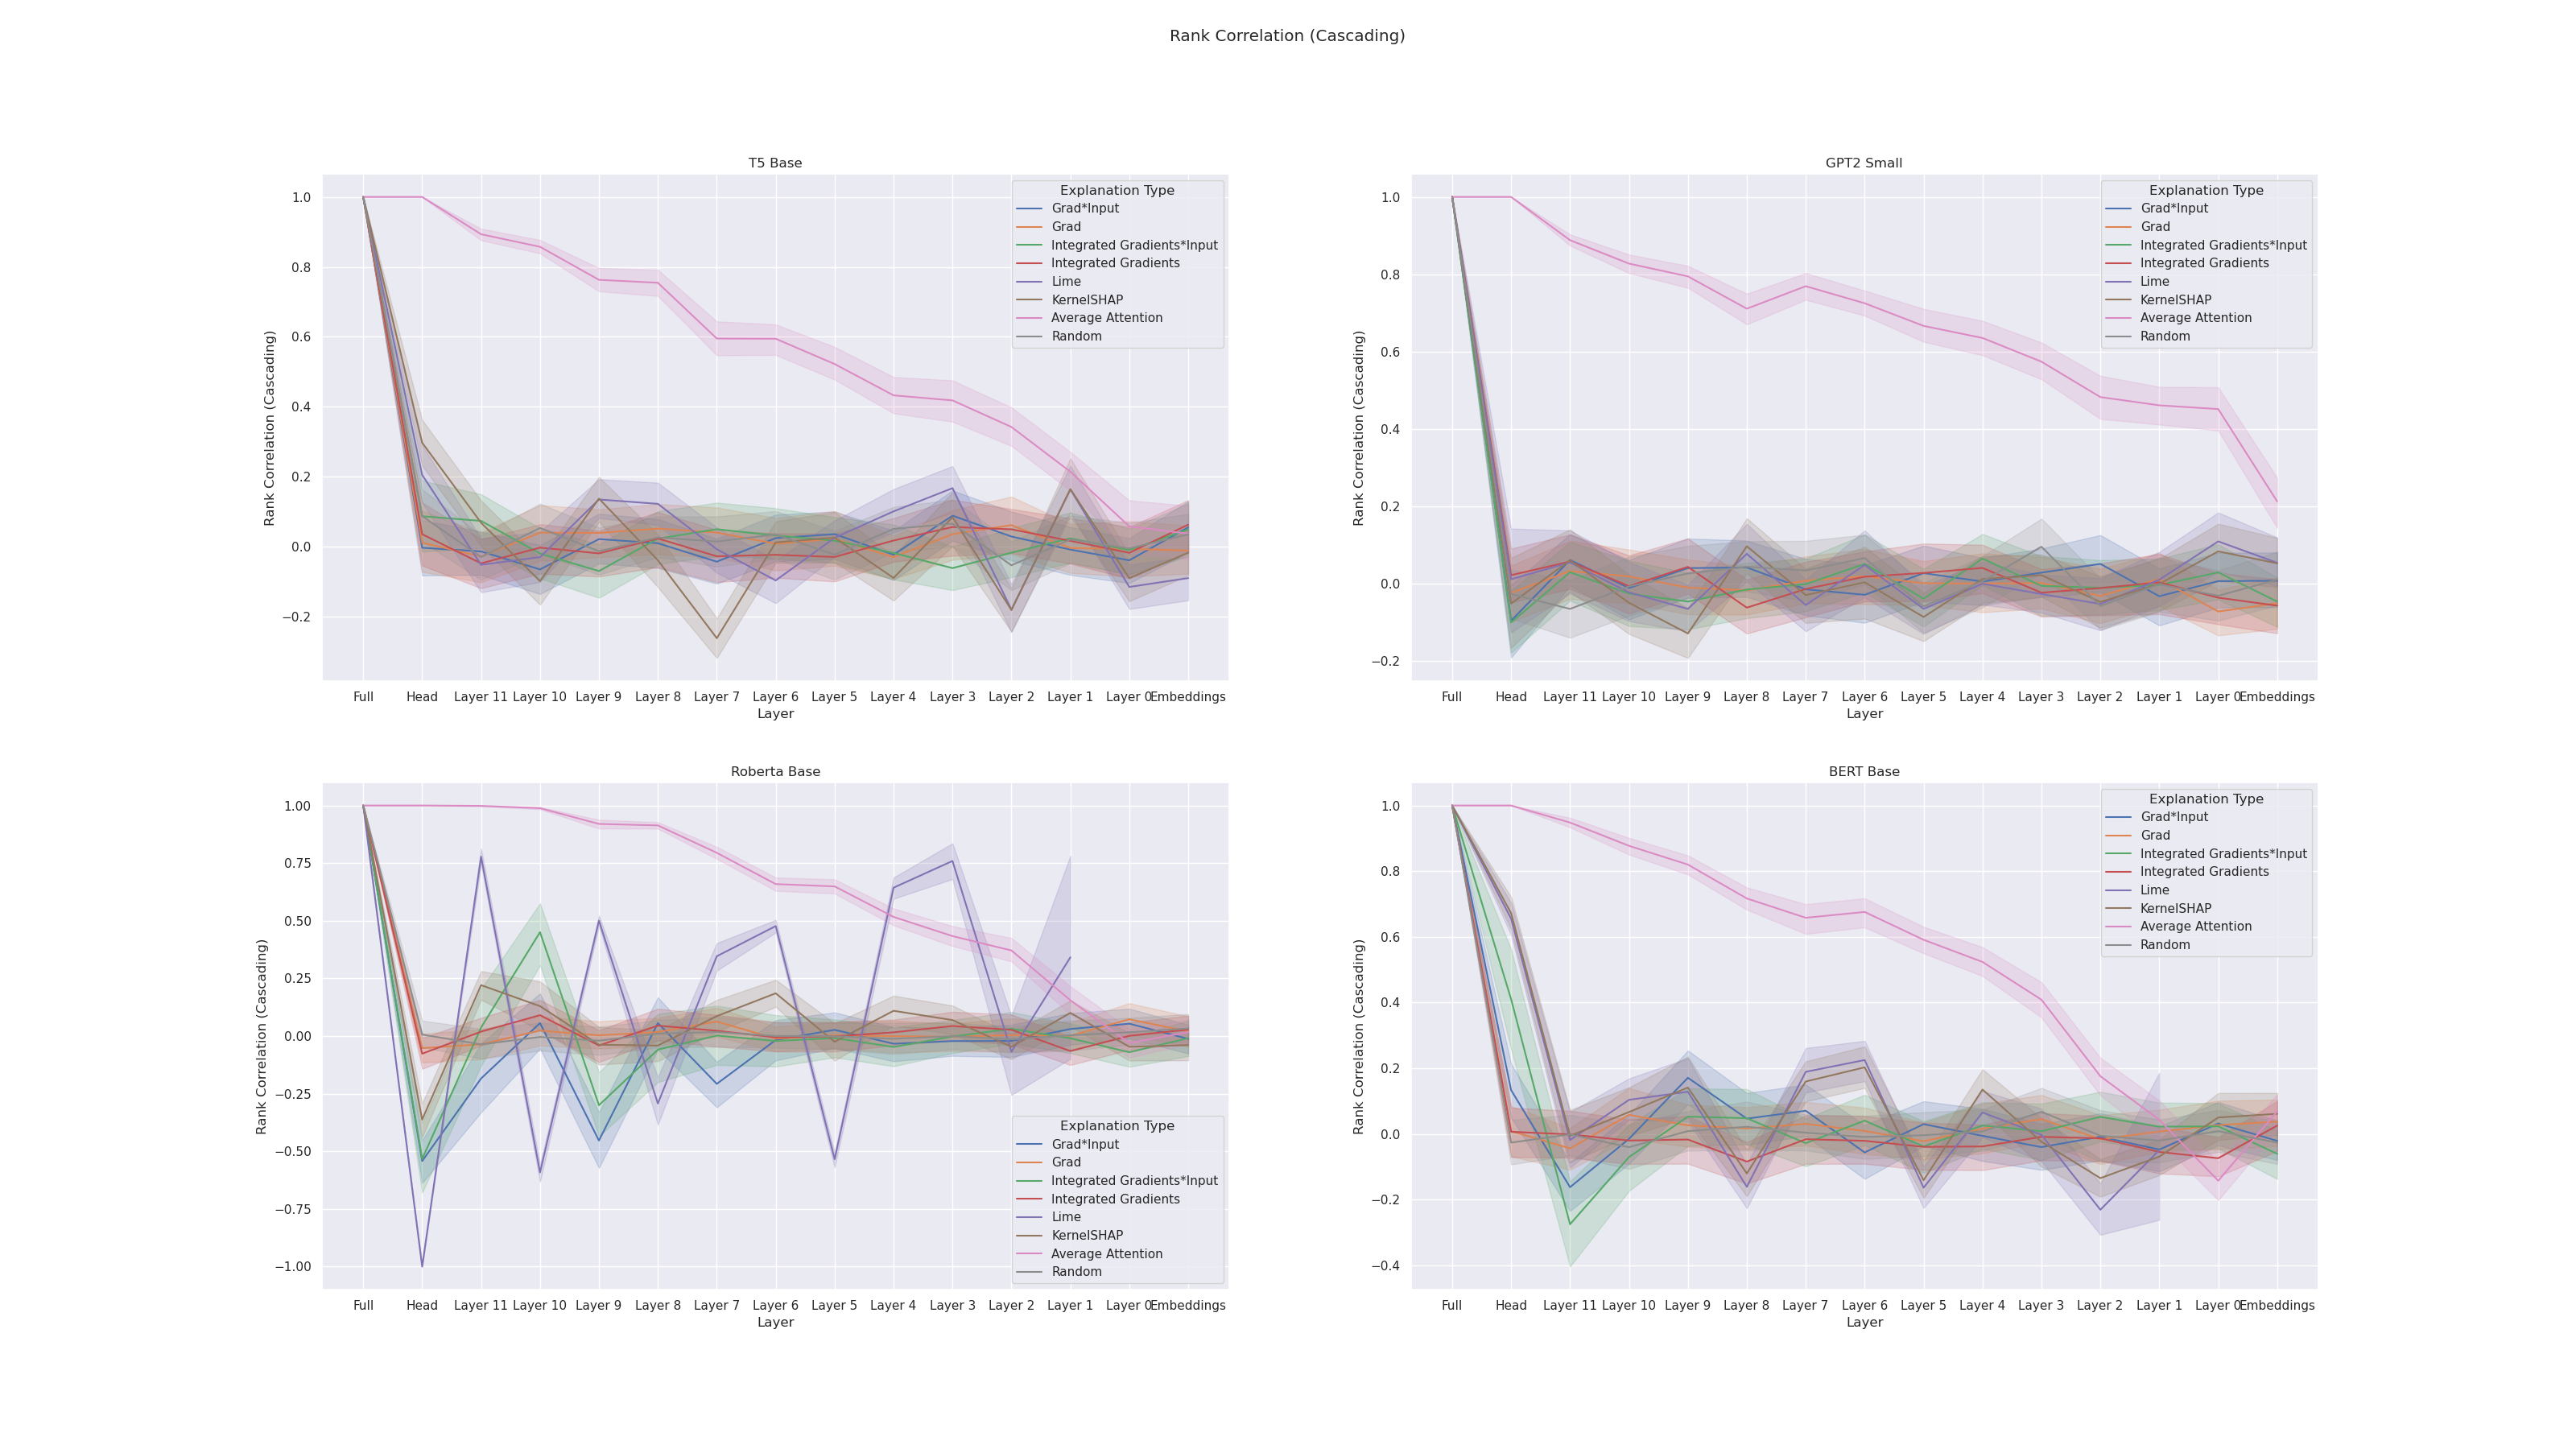 Rank Correlation (Cascading)
T5 Base
Rank Correlation (Cascading)
1.0
0.8
0.6
0.4
0.2
0.0
−0.2
Explanation Type
Grad*Input
Grad
Integrated Gradients*Input
Integrated Gradients
Lime
KernelSHAP
Average Attention
Random
Full Head Layer 11 Layer 10 Layer 9 Layer 8 Layer 7 Layer 6 Layer 5 Layer 4 Layer 3 Layer 2 Layer 1 Layer 0 Embeddings
Layer
GPT2 Small
Rank Correlation (Cascading)
1.0
0.8
0.6
0.4
0.2
0.0
−0.2
Explanation Type
Grad*Input
Grad
Integrated Gradients*Input
Integrated Gradients
Lime
KernelSHAP
Average Attention
Random
Full Head Layer 11 Layer 10 Layer 9 Layer 8 Layer 7 Layer 6 Layer 5 Layer 4 Layer 3 Layer 2 Layer 1 Layer 0 Embeddings
Layer
Roberta Base
Rank Correlation (Cascading)
1.00
0.75
0.50
0.25
0.00
−0.25
−0.50
−0.75
−1.00
Explanation Type
Grad*Input
Grad
Integrated Gradients*Input
Integrated Gradients
Lime
KernelSHAP
Average Attention
Random
Full Head Layer 11 Layer 10 Layer 9 Layer 8 Layer 7 Layer 6 Layer 5 Layer 4 Layer 3 Layer 2 Layer 1 Layer 0 Embeddings
Layer
BERT Base
Rank Correlation (Cascading)
1.0
0.8
0.6
0.4
0.2
0.0
−0.2
−0.4
Explanation Type
Grad*Input
Grad
Integrated Gradients*Input
Integrated Gradients
Lime
KernelSHAP
Average Attention
Random
Full Head Layer 11 Layer 10 Layer 9 Layer 8 Layer 7 Layer 6 Layer 5 Layer 4 Layer 3 Layer 2 Layer 1 Layer 0 Embeddings
Layer